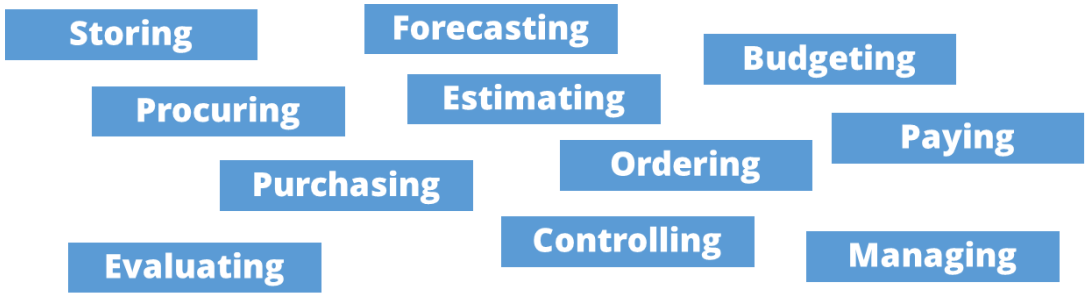 Storing
Forecasting
Budgeting
Procuring
Estimating
Paying
Purchasing
Ordering
Evaluating
Controlling
Managing